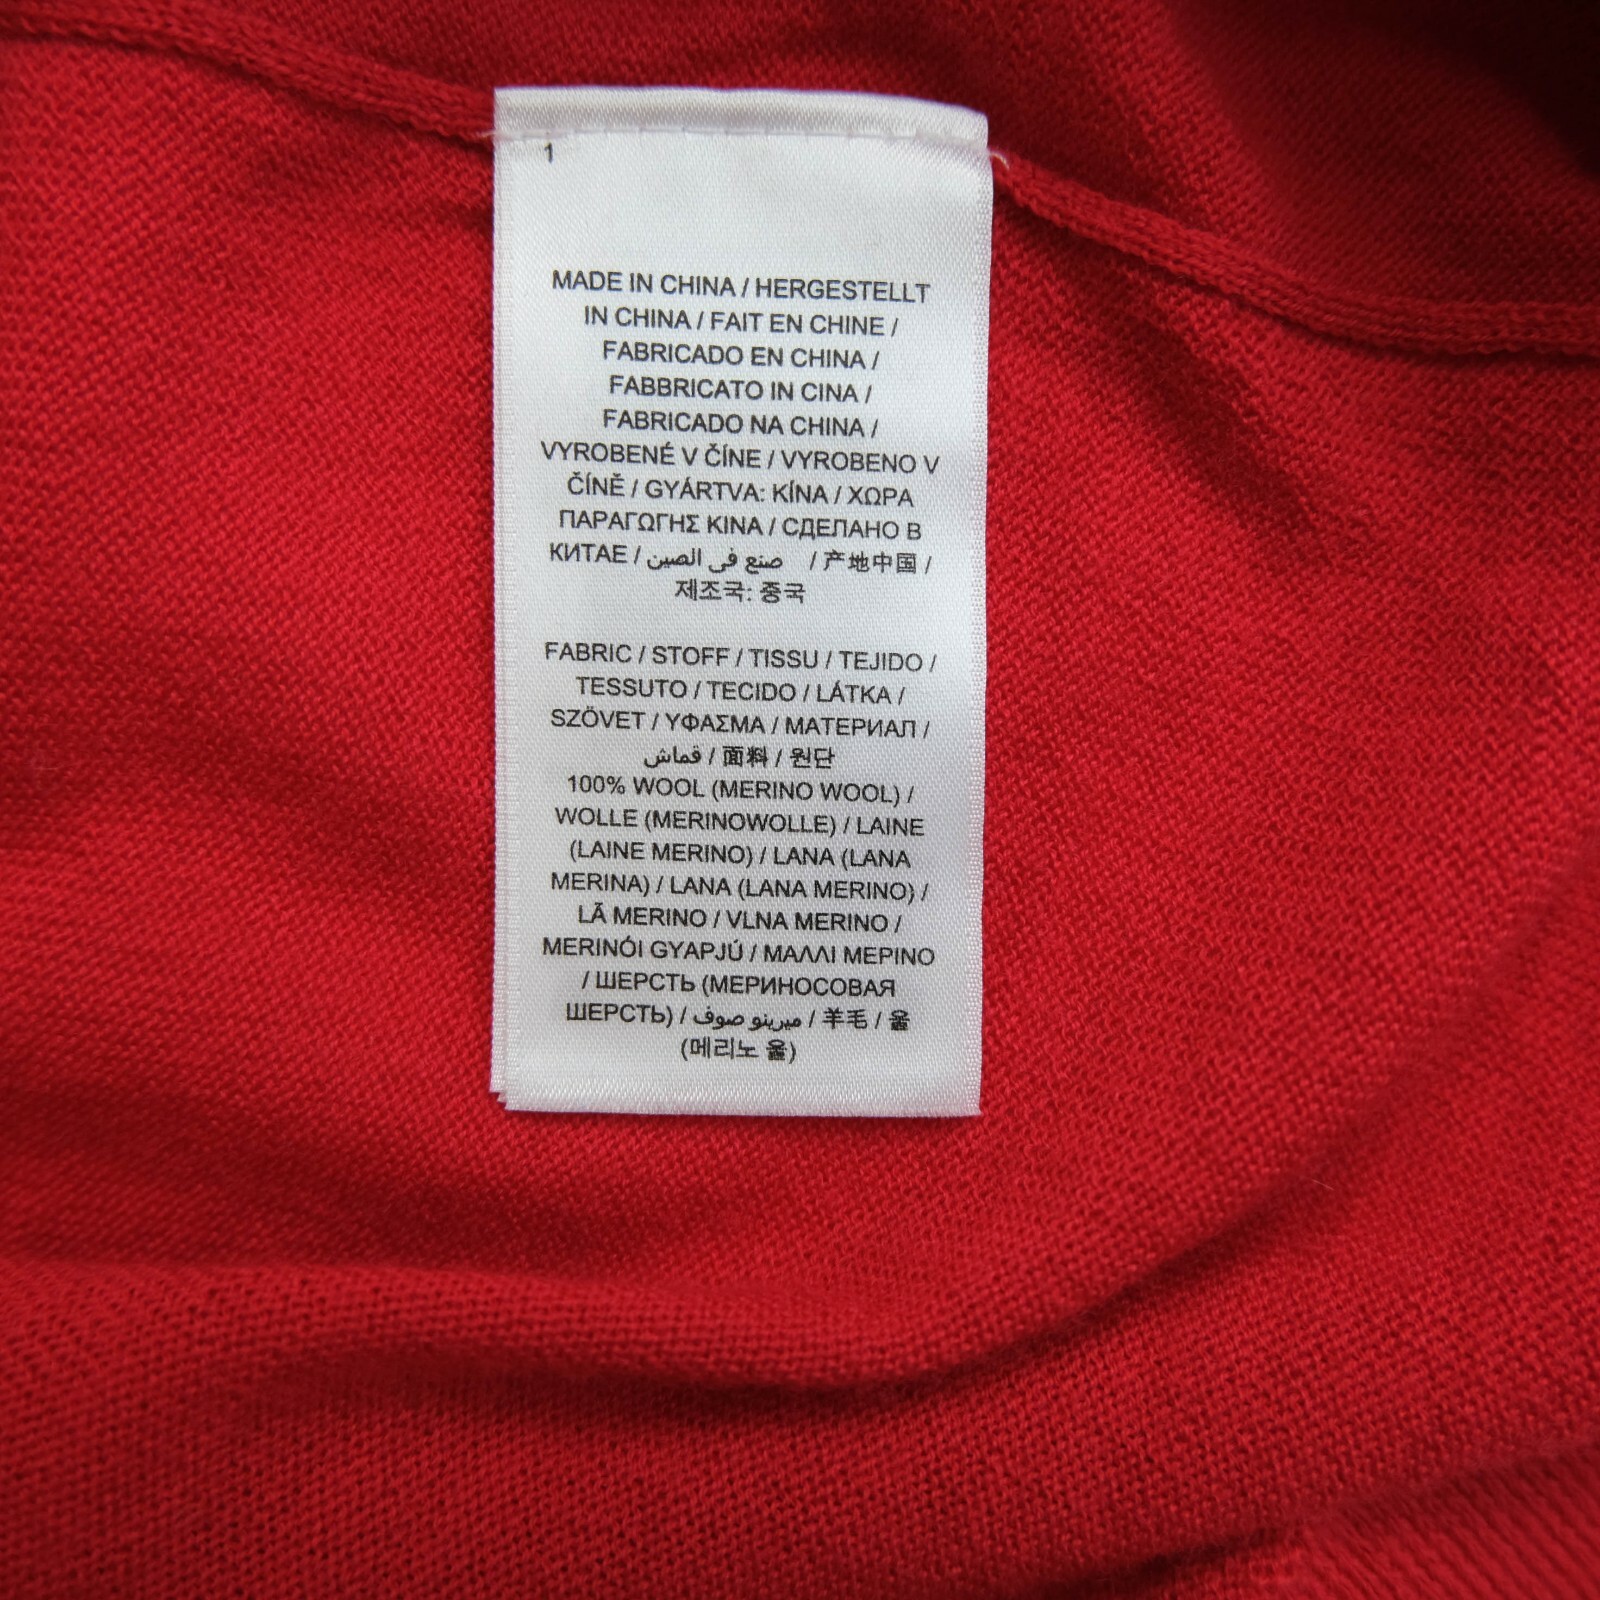 1
MADE IN CHINA / HERGESTELLT
IN CHINA / FAIT EN CHINE /
FABRICADO EN CHINA /
FABBRICATO IN CINA /
FABRICADO NA CHINA /
VYROBENÉ V ČÍNE / VYROBENO V
ČÍNĚ / GYÁRTVA: KÍNA / ΧΩΡΑ
ΠΑΡΑΓΩΓΗΣ ΚΙΝΑ / СДЕЛАНО В
КИТАЕ / صنع فى الصين / 产地中国 /
제조국: 중국
FABRIC / STOFF / TISSU / TEJIDO /
TESSUTO / TECIDO / LÁTKA /
SZÖVET / ΥΦΑΣΜΑ / МАТЕРИАЛ /
قماش / 面料 / 원단
100% WOOL (MERINO WOOL) /
WOLLE (MERINOWOLLE) / LAINE
(LAINE MERINO) / LANA (LANA
MERINA) / LANA (LANA MERINO) /
LÃ MERINO / VLNA MERINO /
MERINÓI GYAPJÚ / ΜΑΛΛΙ ΜΕΡΙΝΟ
/ ШЕРСТЬ (МЕРИНОСОВАЯ
ШЕРСТЬ) / ميرينو صوف / 羊毛 / 울
(메리노 울)